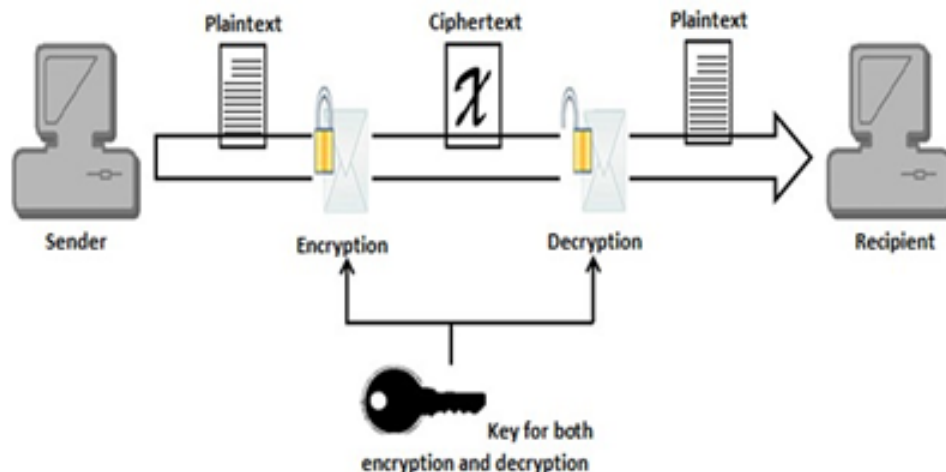 Plaintext
Ciphertext
Plaintext
Sender
Encryption
Decryption
Recipient
Key for both
encryption and decryption